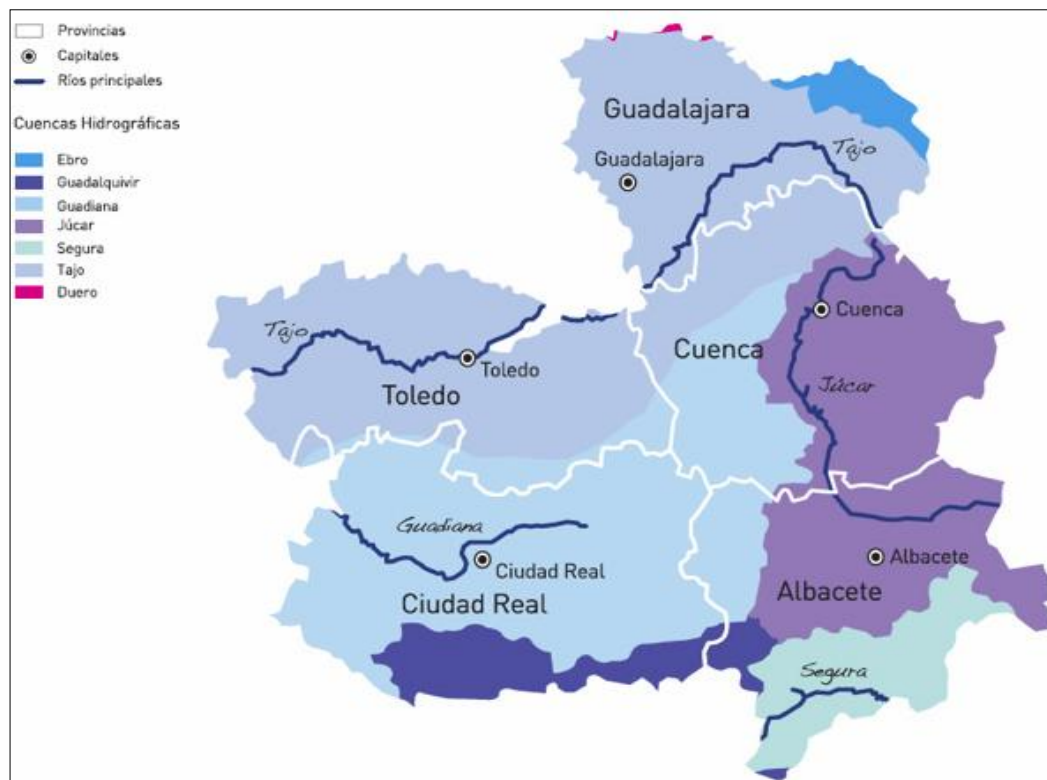 Provincias
Capitales
Ríos principales
Cuencas Hidrográficas
Ebro
Guadalquivir
Guadiana
Júcar
Segura
Tajo
Duero
Guadalajara
Guadalajara
Tajo
Cuenca
Cuenca
Júcar
Tajo
Toledo
Toledo
Guadiana
Ciudad Real
Ciudad Real
Albacete
Albacete
Segura